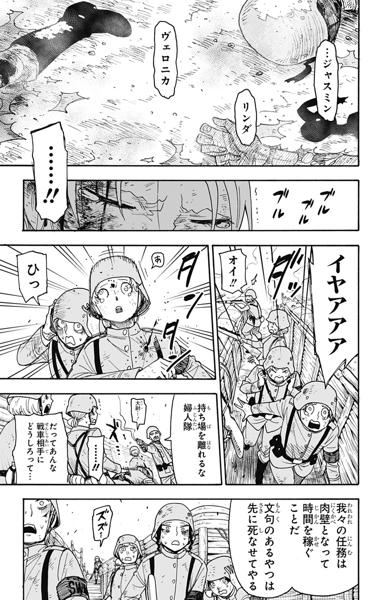 …ジャスミン
ヴェロニカ
リンダ
……!!
ブル
ブル
イヤアアア
オイ!!
ダッ
ダン
あ
ひっ
持ち場を離れるな
婦隊
だってあんな
戦車相手に
どうしろって…
……!!
我々の任務は
肉壁となって
時間を稼ぐ
ことだ
文句のあるやつは
先に死なせてやる
ズズ…